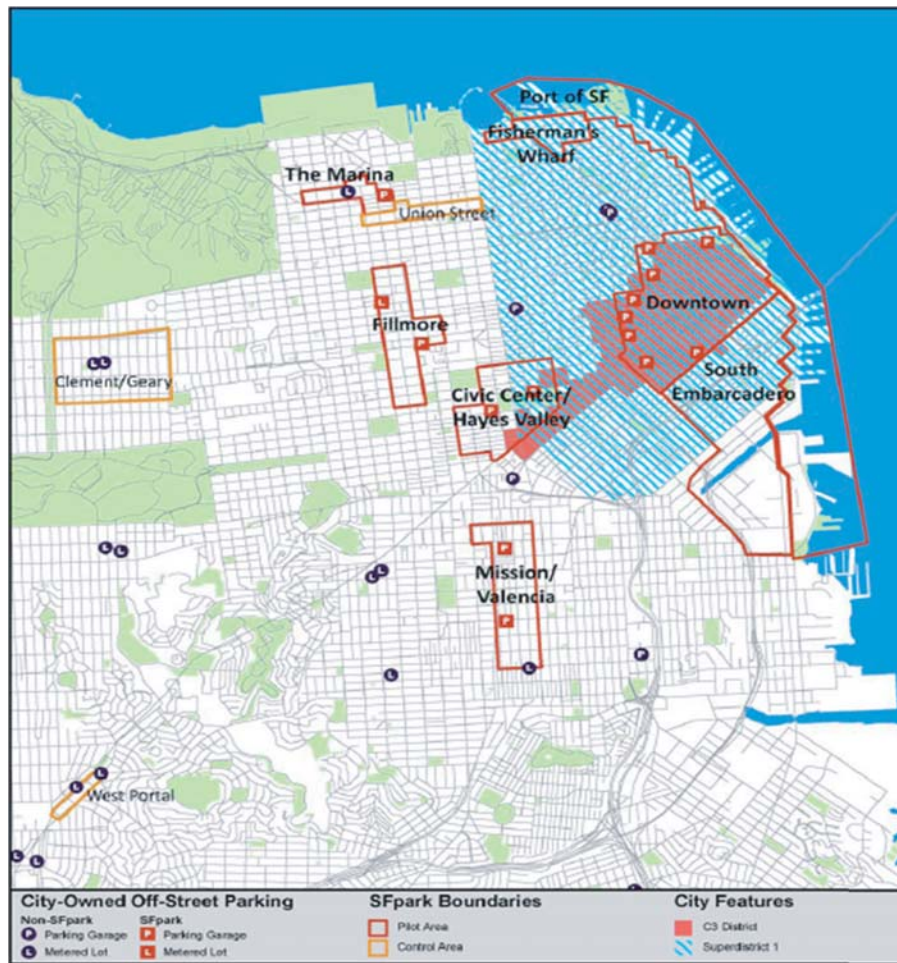 Port of SF
Fisherman's
Wharf
The Marina
L
P
Union Street
P
P
P
L
P
Downtown
P
Fillmore
P
P
P
P
P
P
L L
Clement/Geary
South
Embarcadero
Civic Center/
Hayes Valley
P
P
P
L L
P
L L
Mission/
Valencia
P
P
L
L
L
L
West Portal
L
L
City-Owned Off-Street Parking
Non-SFpark
P Parking Garage
L Metered Lot
SFpark
P Parking Garage
L Metered Lot
SFpark Boundaries
Pilot Area
Control Area
City Features
C3 District
Superdistrict 1